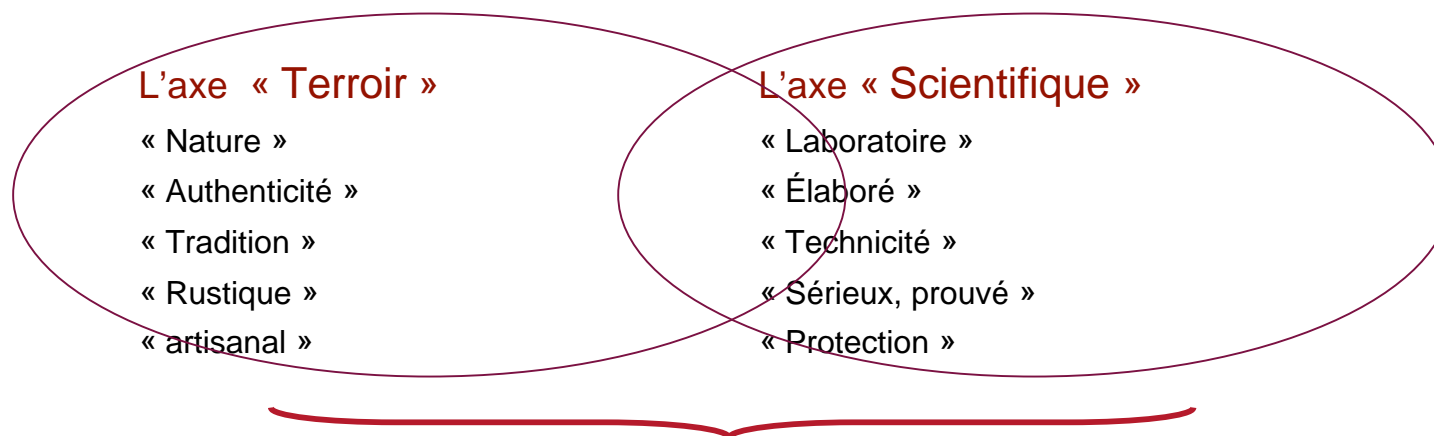 L’axe « Terroir »
« Nature »
« Authenticité »
« Tradition »
« Rustique »
« artisanal »
L’axe « Scientifique »
« Laboratoire »
« Élaboré »
« Technicité »
« Sérieux, prouvé »
« Protection »